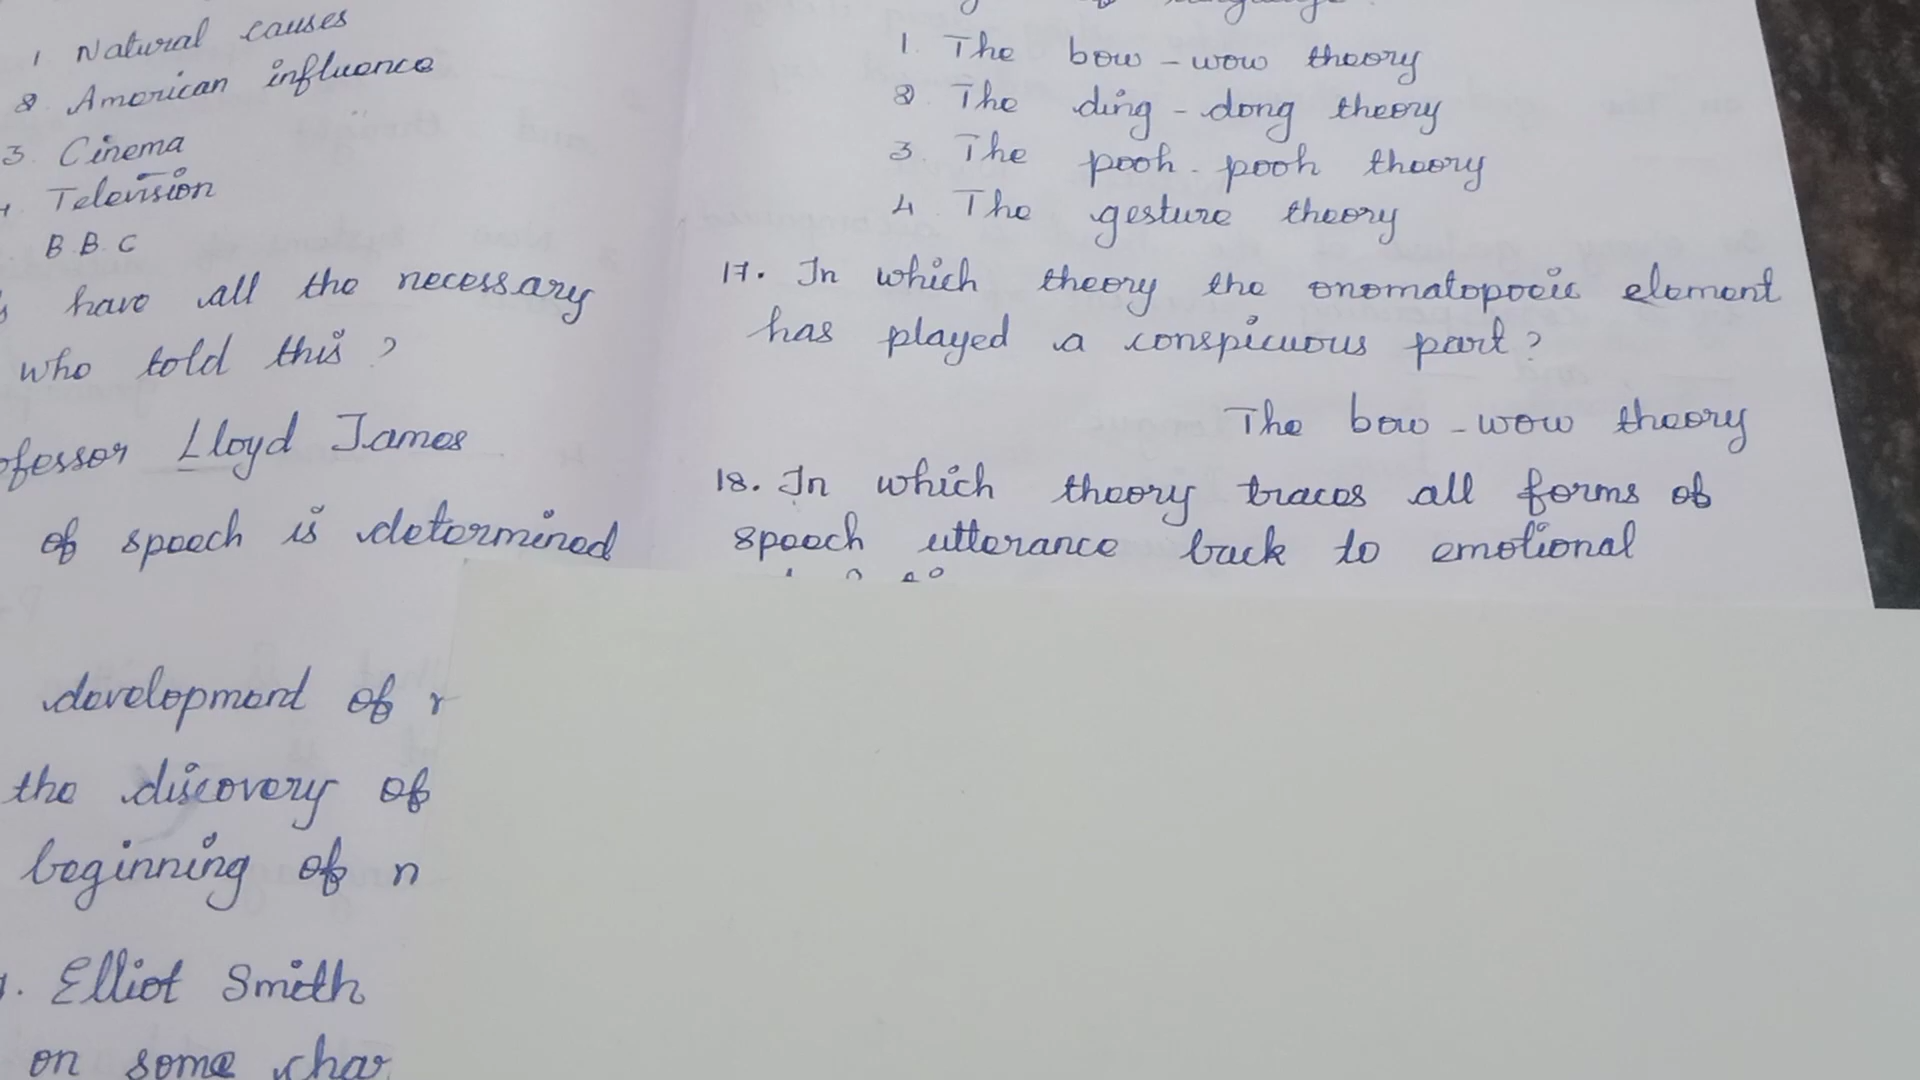 1 Natural causes
2 American influence
3. Cinema
Television
B.B.C
have all the necessary
who told this?
Lloyd James
of speech is determined
development of
the discovery of
beginning of
Elliot Smith
on some
1. The bow-wow theory
2 The ding-dong theory
3. The pooh-pooh theory
4 The gesture theory
17. In which theory the onomatopoeic element
has played a conspicuous part?
The bow-wow theory
18. In which theory traces all forms of
speech utterance back to emotional